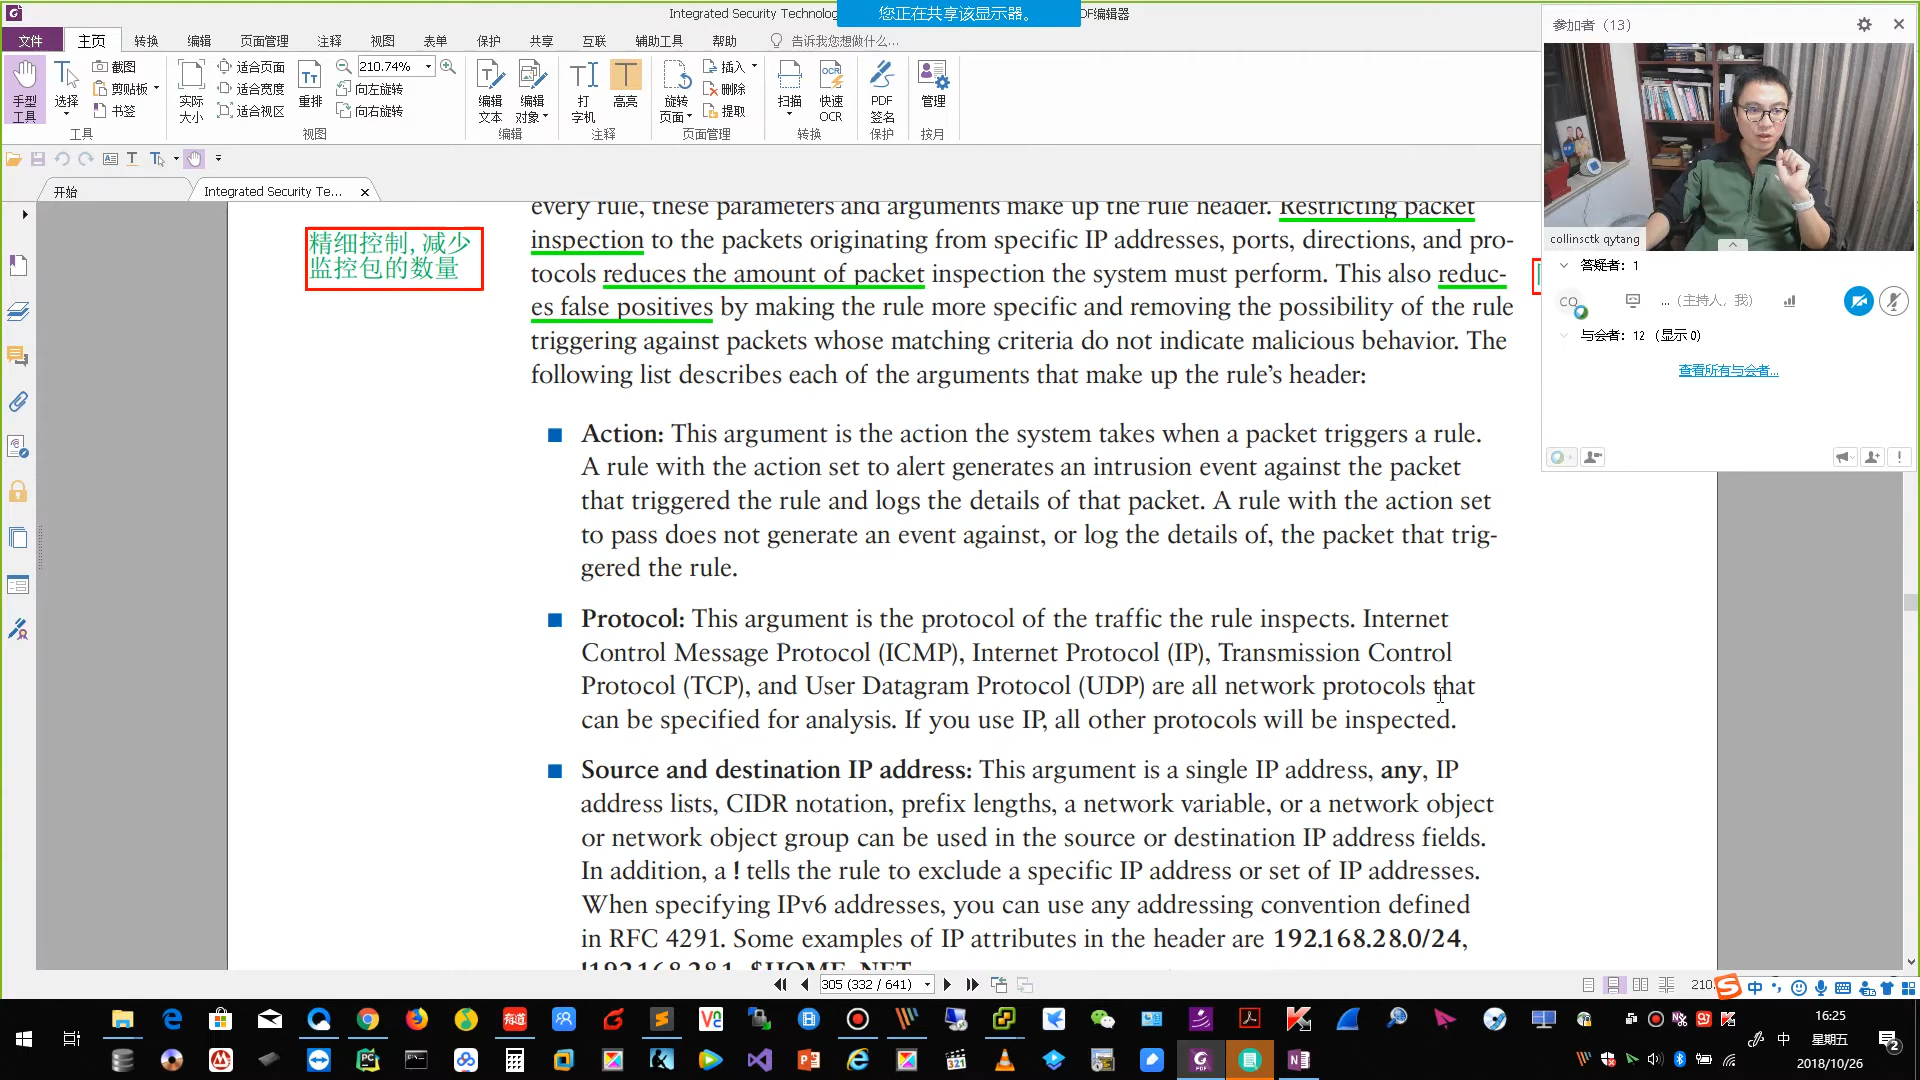 Integrated Security Technolog
您正在共享该显示器。
DF编辑器
文件
主页
转换
编辑
页面管理
注释
视图
表单
保护
共享
互联
辅助工具
帮助
告诉我您想做什么...
手型
工具
选择
截图
剪贴板
书签
工具
实际
大小
适合页面
适合宽度
适合视区
重排
210.74%
向左旋转
向右旋转
视图
编辑
文本
编辑
对象
编辑
打
字机
高亮
注释
旋转
页面
插入
删除
提取
页面管理
扫描
快速
OCR
转换
PDF
签名
保护
管理
按月
开始
Integrated Security Te...
精细控制, 减少
监控包的数量
every rule, these parameters and arguments make up the rule header. Restricting packet
inspection to the packets originating from specific IP addresses, ports, directions, and pro-
tocols reduces the amount of packet inspection the system must perform. This also reduc-
es false positives by making the rule more specific and removing the possibility of the rule
triggering against packets whose matching criteria do not indicate malicious behavior. The
following list describes each of the arguments that make up the rule’s header:
■ Action: This argument is the action the system takes when a packet triggers a rule.
A rule with the action set to alert generates an intrusion event against the packet
that triggered the rule and logs the details of that packet. A rule with the action set
to pass does not generate an event against, or log the details of, the packet that trig-
gered the rule.
■ Protocol: This argument is the protocol of the traffic the rule inspects. Internet
Control Message Protocol (ICMP), Internet Protocol (IP), Transmission Control
Protocol (TCP), and User Datagram Protocol (UDP) are all network protocols that
can be specified for analysis. If you use IP, all other protocols will be inspected.
■ Source and destination IP address: This argument is a single IP address, any, IP
address lists, CIDR notation, prefix lengths, a network variable, or a network object
or network object group can be used in the source or destination IP address fields.
In addition, a ! tells the rule to exclude a specific IP address or set of IP addresses.
When specifying IPv6 addresses, you can use any addressing convention defined
in RFC 4291. Some examples of IP attributes in the header are 192.168.28.0/24,
!192.168.28.1, $HOME_NET
参加者 (13)
collinsctk qytang
答疑者: 1
CQ
... (主持人, 我)
与会者: 12 (显示 0)
查看所有与会者...
305 (332 / 641)
210.
中
16:25
中
星期五
2018/10/26
2